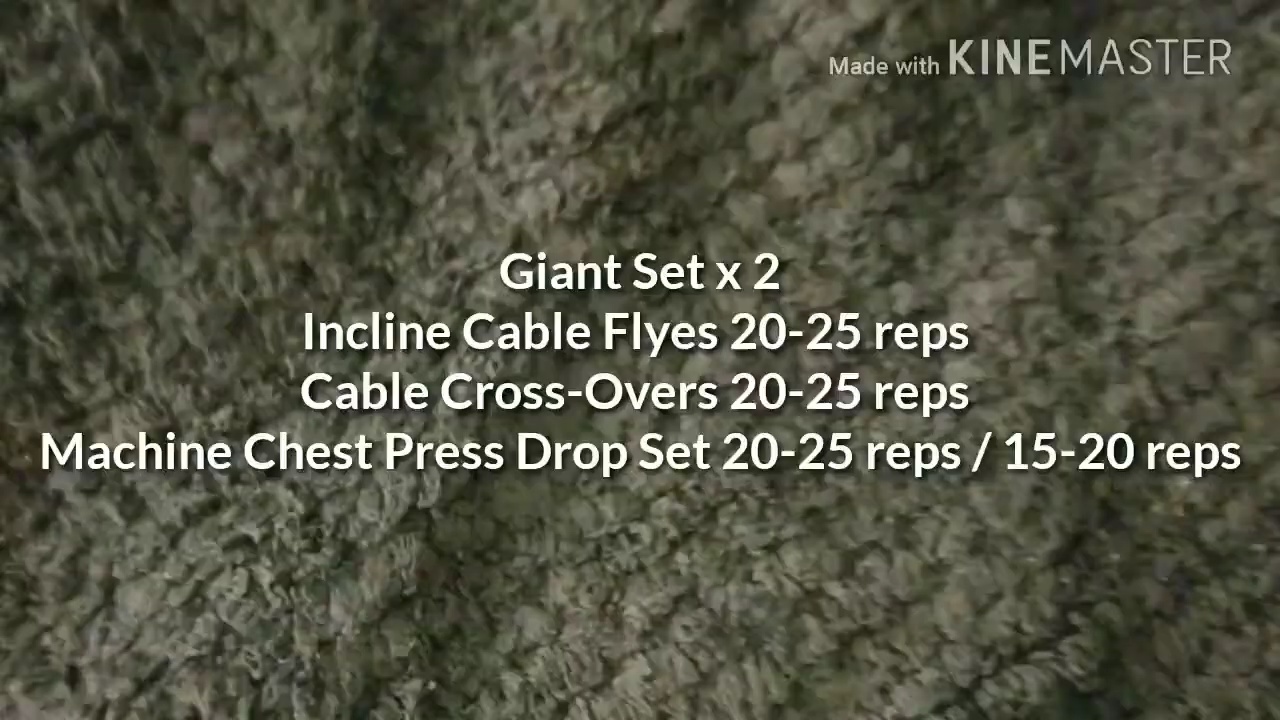 Made with KINEMASTER
Giant Set x 2
Incline Cable Flyes 20-25 reps
Cable Cross-Overs 20-25 reps
Machine Chest Press Drop Set 20-25 reps / 15-20 reps